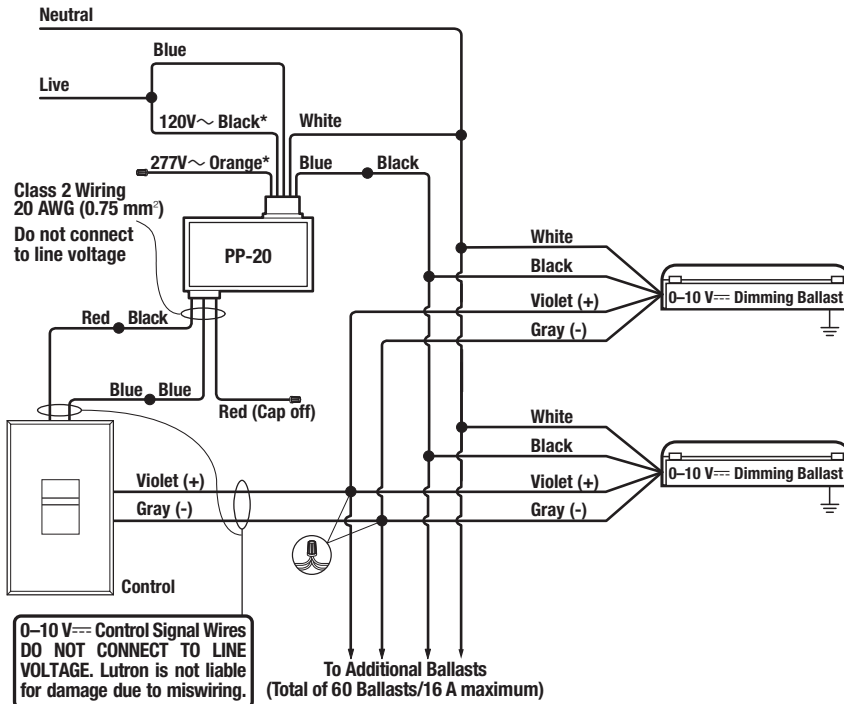 Neutral
Blue
Live
120V~ Black*
White
277V~ Orange*
Blue
Black
Class 2 Wiring
20 AWG (0.75 mm²)
Do not connect
to line voltage
PP-20
White
Black
Violet (+)
Gray (-)
0–10 V⎓ Dimming Ballast
Red
Black
Blue
Blue
Red (Cap off)
White
Black
Violet (+)
Gray (-)
0–10 V⎓ Dimming Ballast
Violet (+)
Gray (-)
Control
0–10 V⎓ Control Signal Wires
DO NOT CONNECT TO LINE
VOLTAGE. Lutron is not liable
for damage due to miswiring.
To Additional Ballasts
(Total of 60 Ballasts/16 A maximum)